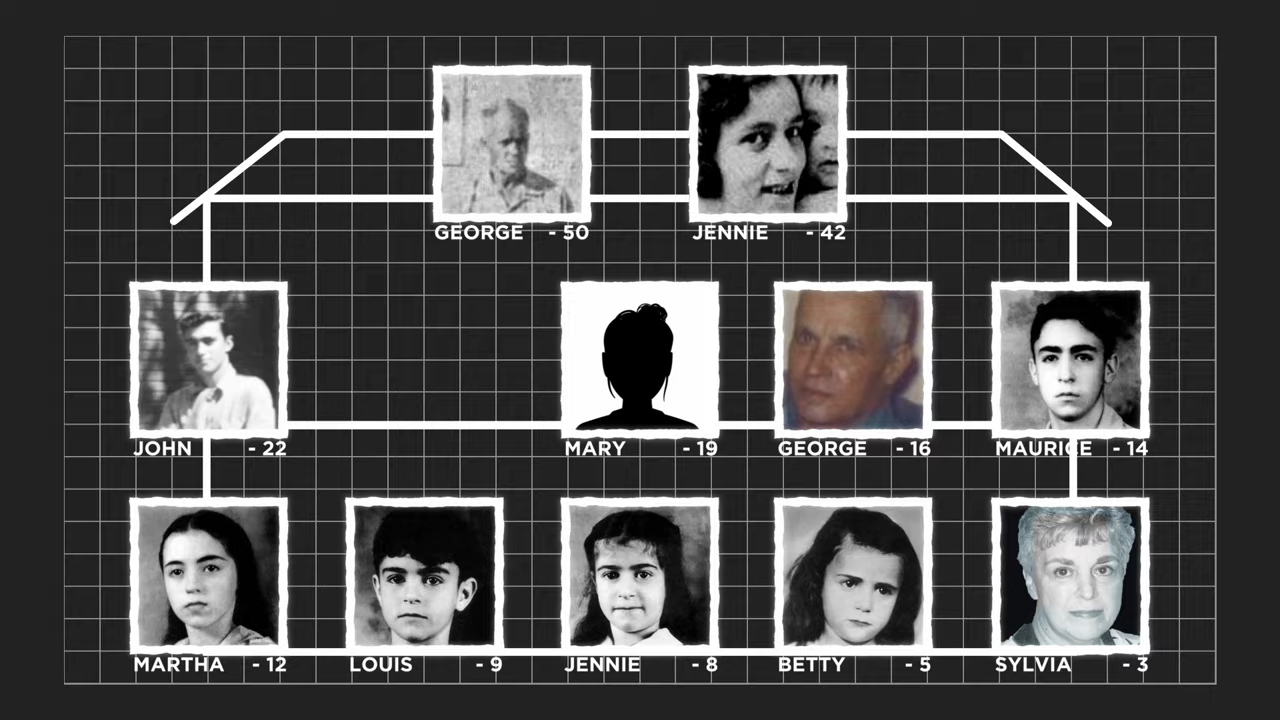 GEORGE - 50
JENNIE - 42
JOHN - 22
MARY - 19
GEORGE - 16
MAURICE - 14
MARTHA - 12
LOUIS - 9
JENNIE - 8
BETTY - 5
SYLVIA - 3